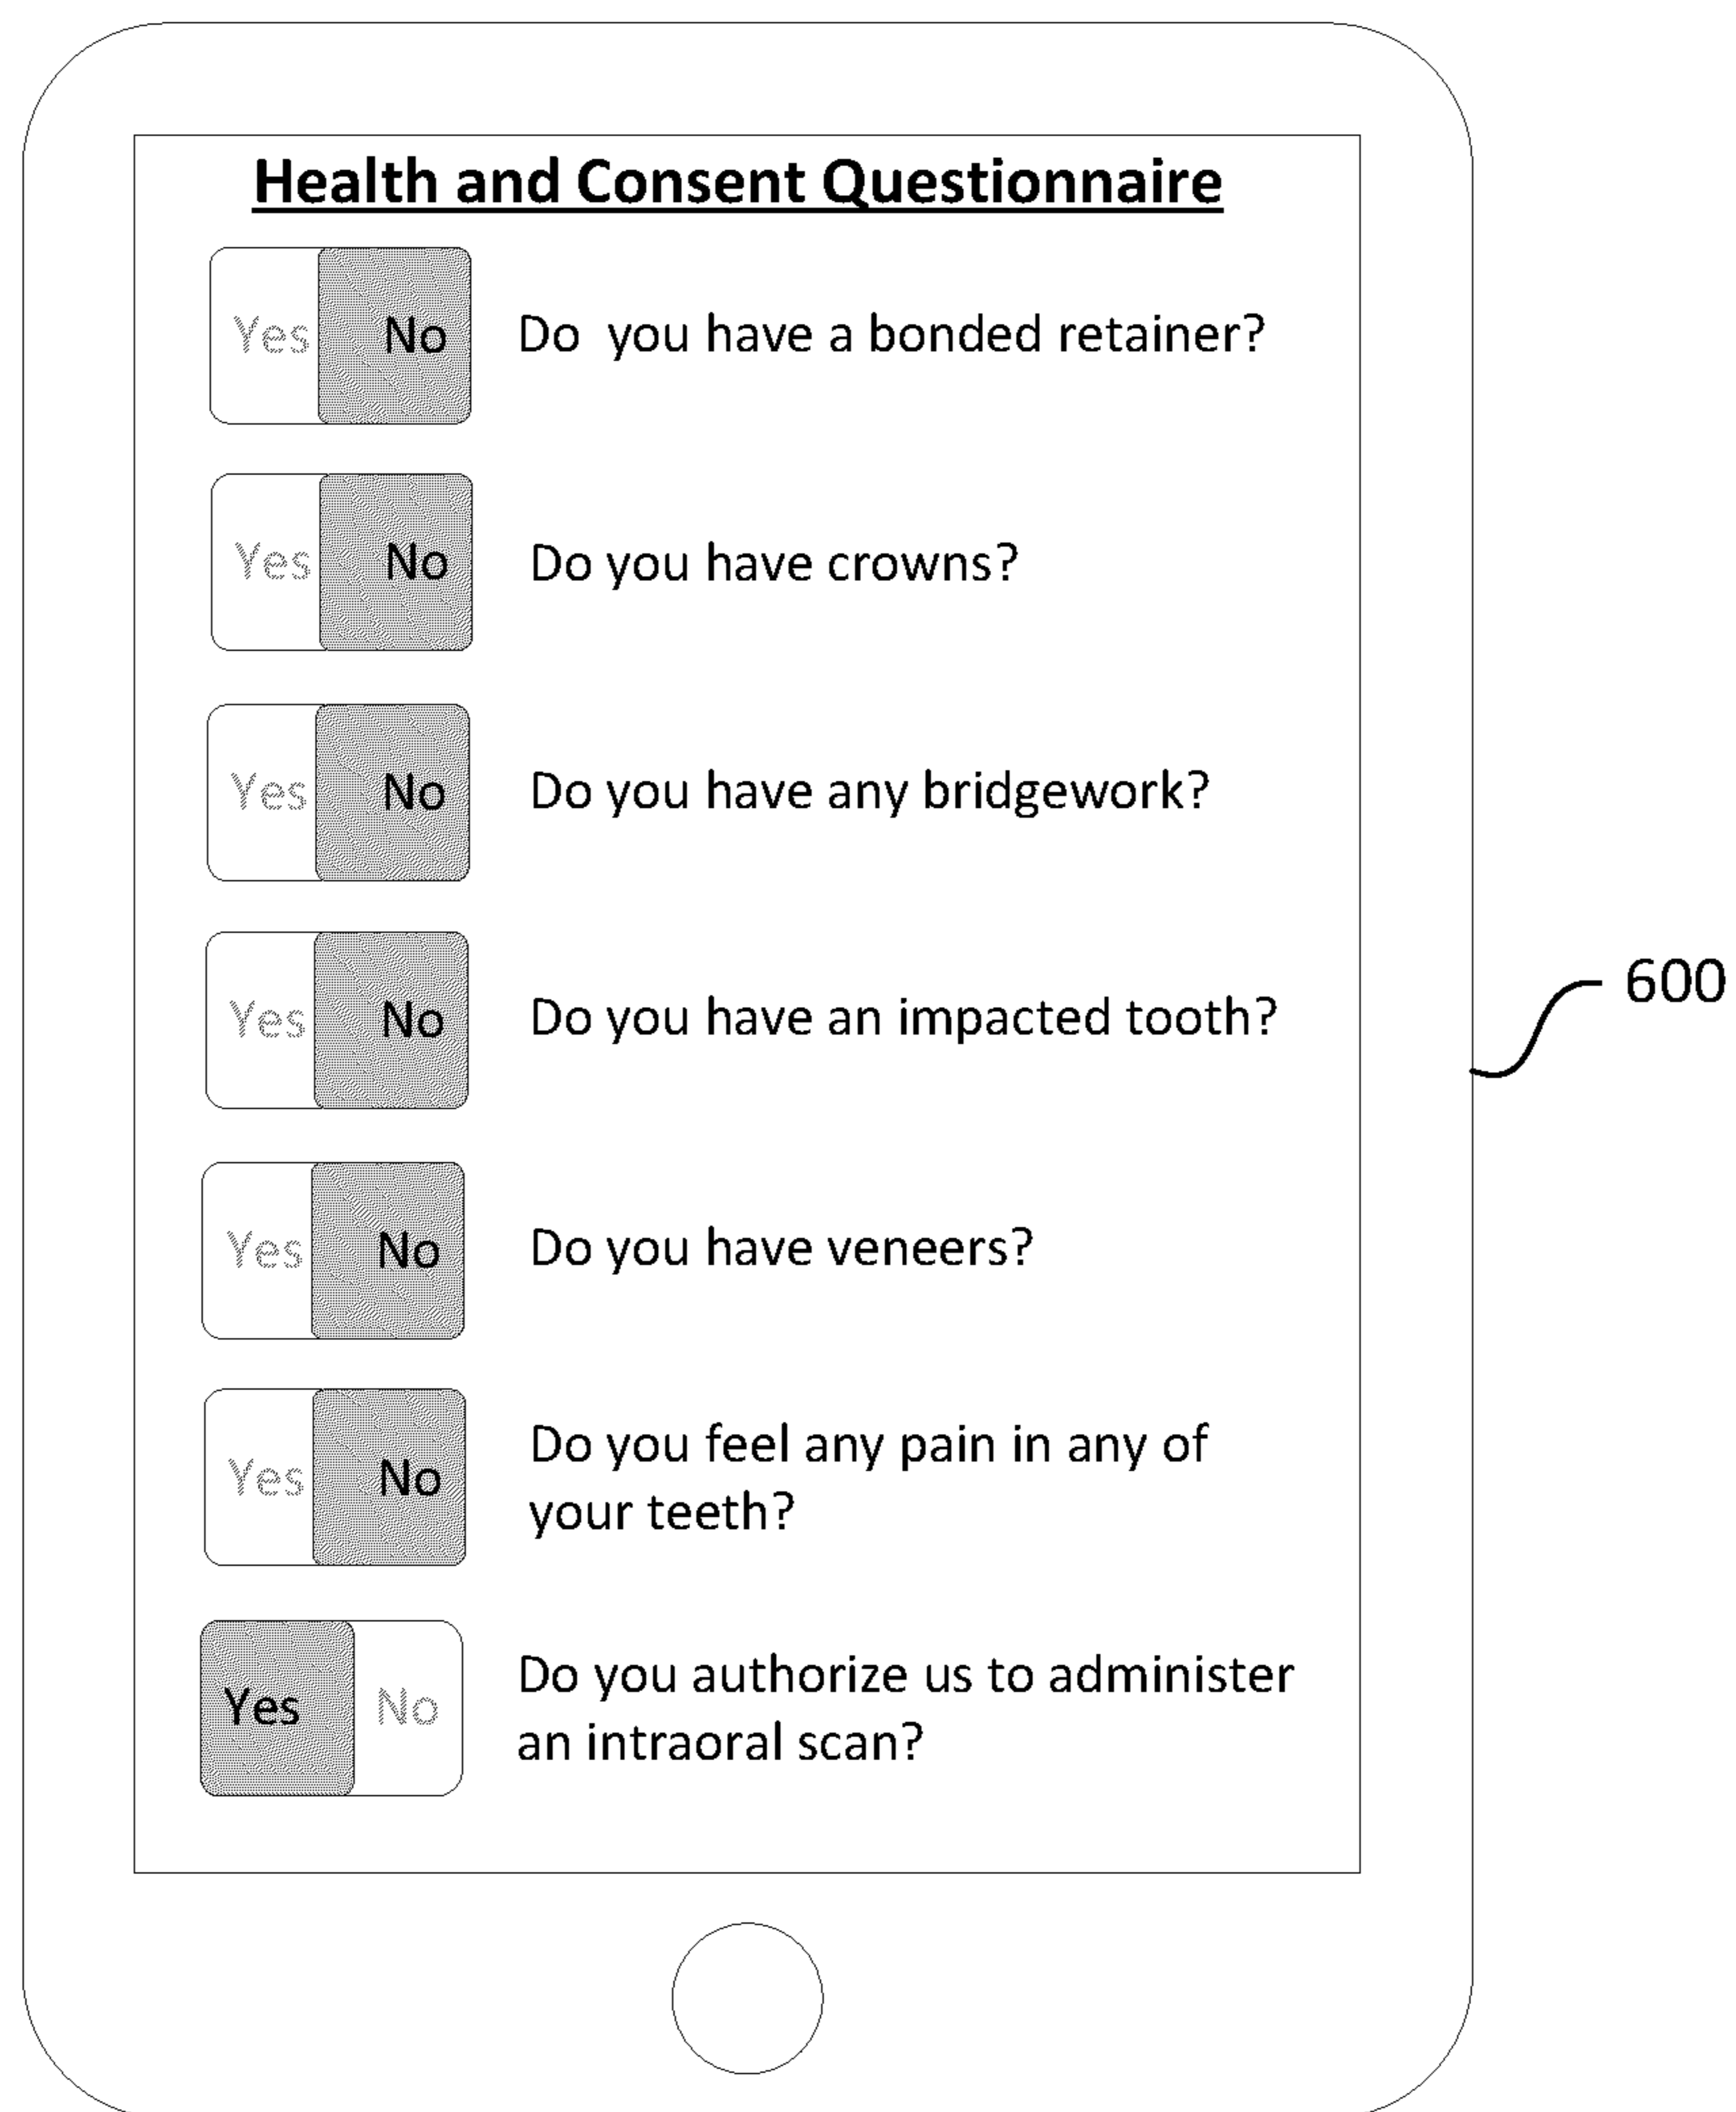 Health and Consent Questionnaire
Yes No Do you have a bonded retainer?
Yes No Do you have crowns?
Yes No Do you have any bridgework?
Yes No Do you have an impacted tooth?
600
Yes No Do you have veneers?
Yes No Do you feel any pain in any of
your teeth?
Yes No Do you authorize us to administer
an intraoral scan?